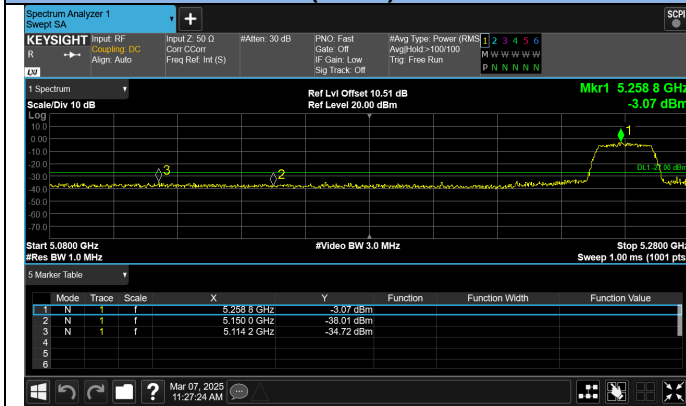 Spectrum Analyzer 1
Swept SA
SCPI
KEYSIGHT
R
LXI
Input: RF
Coupling: DC
Align: Auto
Input Z: 50 Ω
Corr CCorr
Freq Ref: Int (S)
#Atten: 30 dB
PNO: Fast
Gate: Off
IF Gain: Low
Sig Track: Off
#Avg Type: Power (RMS
Avg|Hold:>100/100
Trig: Free Run
1 2 3 4 5 6
M W W W W W
P N N N N N
1 Spectrum
Scale/Div 10 dB
Log
Ref Lvl Offset 10.51 dB
Ref Level 20.00 dBm
Mkr1 5.258 8 GHz
-3.07 dBm
10.0
0.00
-10.0
-20.0
-30.0
-40.0
-50.0
-60.0
-70.0
1
2
3
DL1 -27.00 dBm
Start 5.0800 GHz
#Res BW 1.0 MHz
#Video BW 3.0 MHz
Stop 5.2800 GHz
Sweep 1.00 ms (1001 pts
5 Marker Table
Mode Trace Scale X Y Function Function Width Function Value
1 N 1 f 5.258 8 GHz -3.07 dBm
2 N 1 f 5.150 0 GHz -38.01 dBm
3 N 1 f 5.114 2 GHz -34.72 dBm
4
5
6
Mar 07, 2025
11:27:24 AM